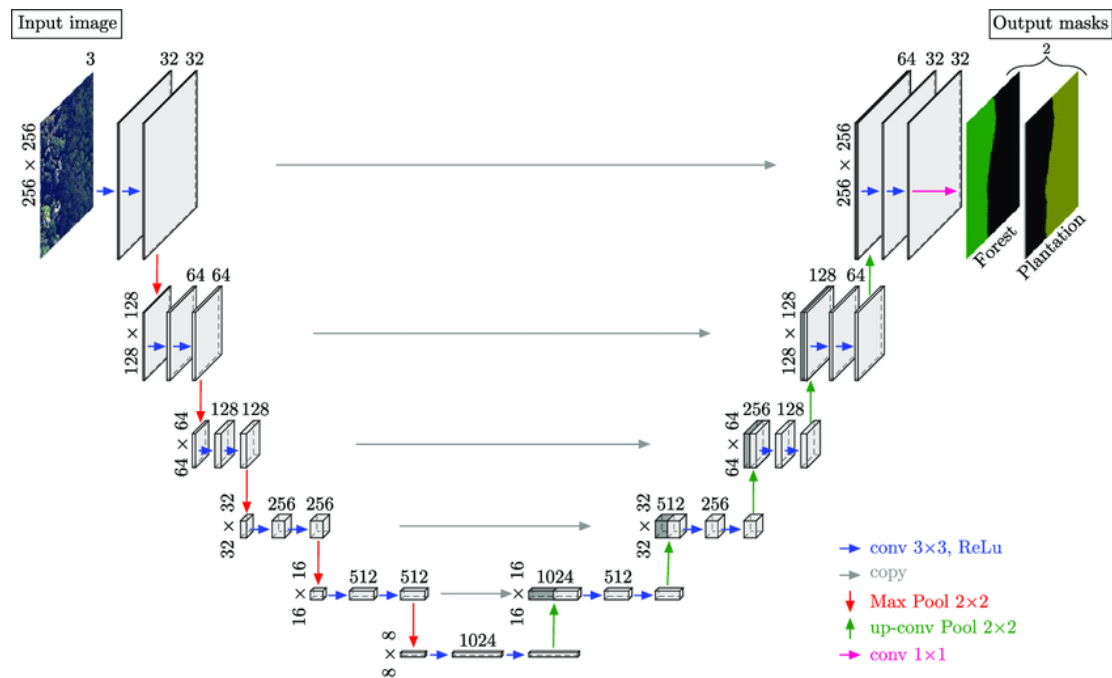 Input image
Output masks
3
32 32
64 32 32
2
256 × 256
256 × 256
Forest
Plantation
64 64
128 64
128 × 128
128 × 128
128 128
256 128
64 × 64
64 × 64
256 256
512 256
32 × 32
32 × 32
512 512
1024 512
16 × 16
16 × 16
1024
8 × 8
conv 3×3, ReLu
copy
Max Pool 2×2
up-conv Pool 2×2
conv 1×1